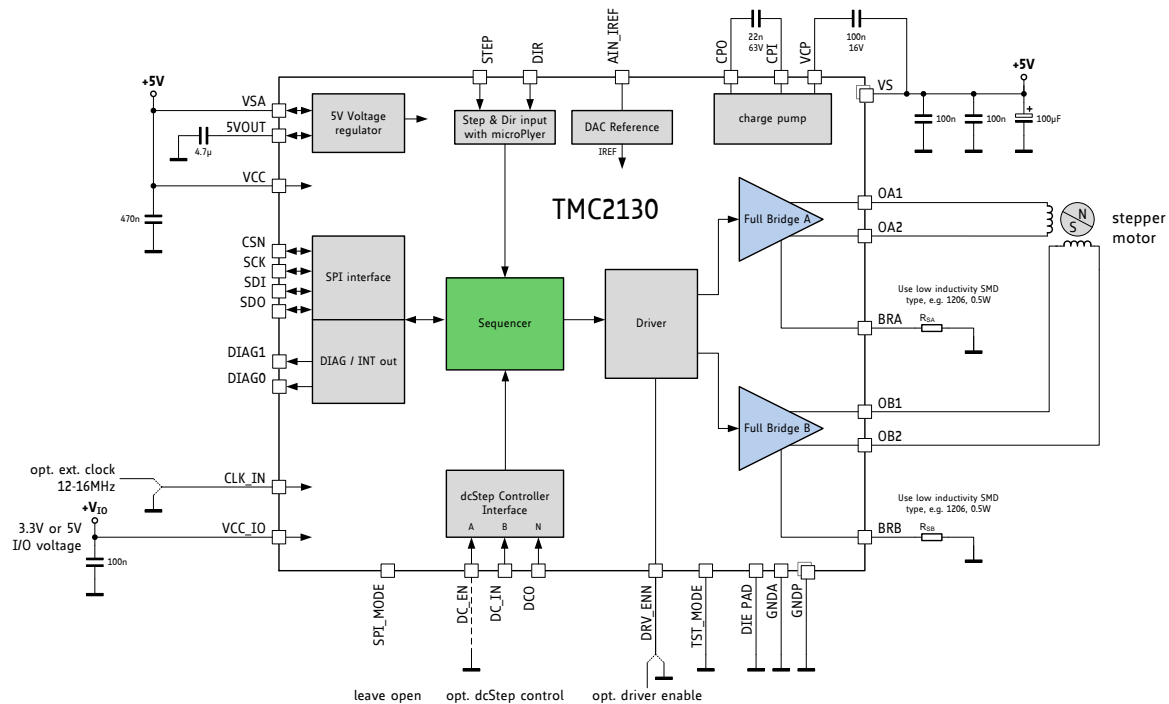 STEP
DIR
AIN_IREF
CPO
22n
63V
CPI
VCP
100n
16V
+5V
VSA
5VOUT
4.7µ
VCC
470n
5V Voltage
regulator
Step & Dir input
with microPlyer
DAC Reference
IREF
charge pump
VS
+5V
100n
100n
+
100µF
TMC2130
CSN
SCK
SDI
SDO
SPI interface
DIAG1
DIAG0
DIAG / INT out
Sequencer
Driver
Full Bridge A
OA1
OA2
N
S
stepper
motor
Use low inductivity SMD
type, e.g. 1206, 0.5W
BRA
RSA
Full Bridge B
OB1
OB2
Use low inductivity SMD
type, e.g. 1206, 0.5W
BRB
RSB
opt. ext. clock
12-16MHz
CLK_IN
+VIO
3.3V or 5V
I/O voltage
VCC_IO
100n
dcStep Controller
Interface
A B N
SPI_MODE
DC_EN
DC_IN
DCO
DRV_ENN
TST_MODE
DIE PAD
GNDA
GNDP
leave open
opt. dcStep control
opt. driver enable